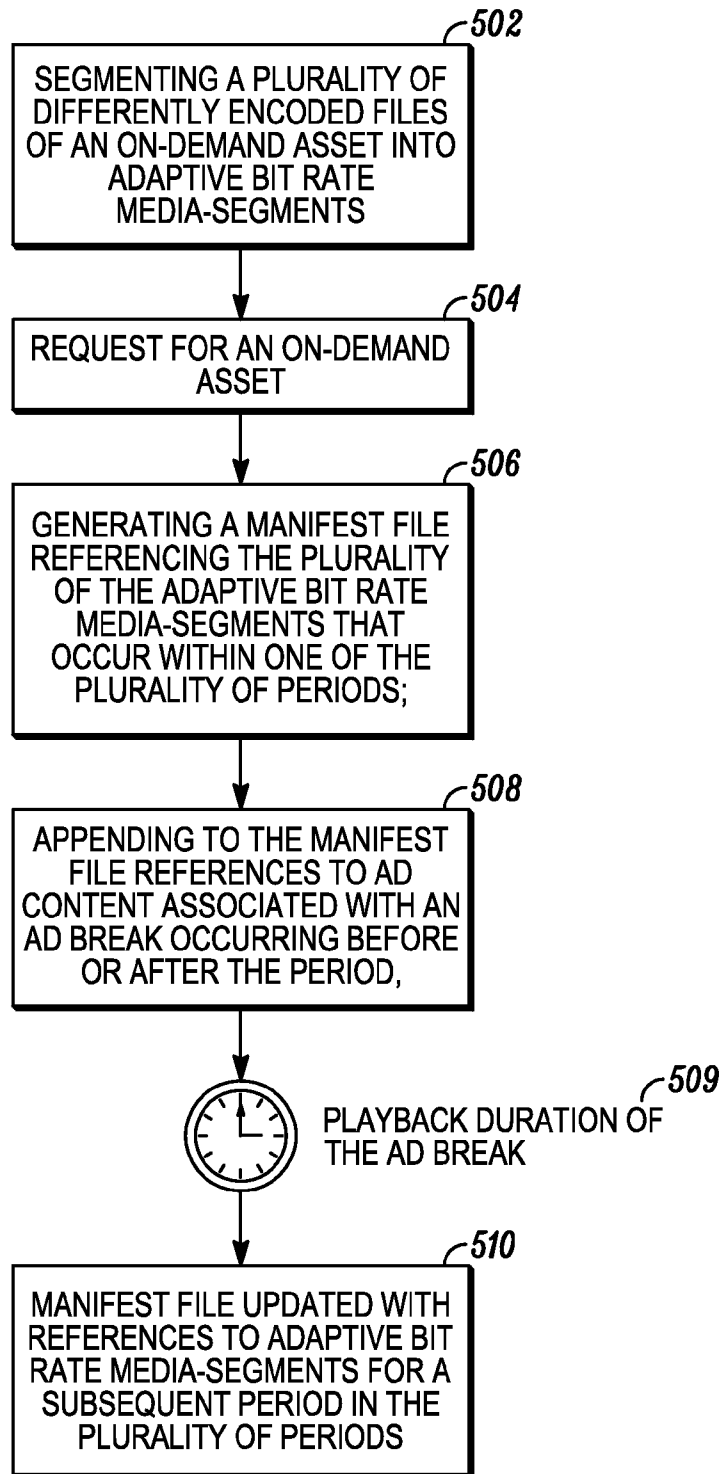 502
SEGMENTING A PLURALITY OF
DIFFERENTLY ENCODED FILES
OF AN ON-DEMAND ASSET INTO
ADAPTIVE BIT RATE
MEDIA-SEGMENTS
504
REQUEST FOR AN ON-DEMAND
ASSET
506
GENERATING A MANIFEST FILE
REFERENCING THE PLURALITY
OF THE ADAPTIVE BIT RATE
MEDIA-SEGMENTS THAT
OCCUR WITHIN ONE OF THE
PLURALITY OF PERIODS;
508
APPENDING TO THE MANIFEST
FILE REFERENCES TO AD
CONTENT ASSOCIATED WITH AN
AD BREAK OCCURRING BEFORE
OR AFTER THE PERIOD,
509
PLAYBACK DURATION OF
THE AD BREAK
510
MANIFEST FILE UPDATED WITH
REFERENCES TO ADAPTIVE BIT
RATE MEDIA-SEGMENTS FOR A
SUBSEQUENT PERIOD IN THE
PLURALITY OF PERIODS